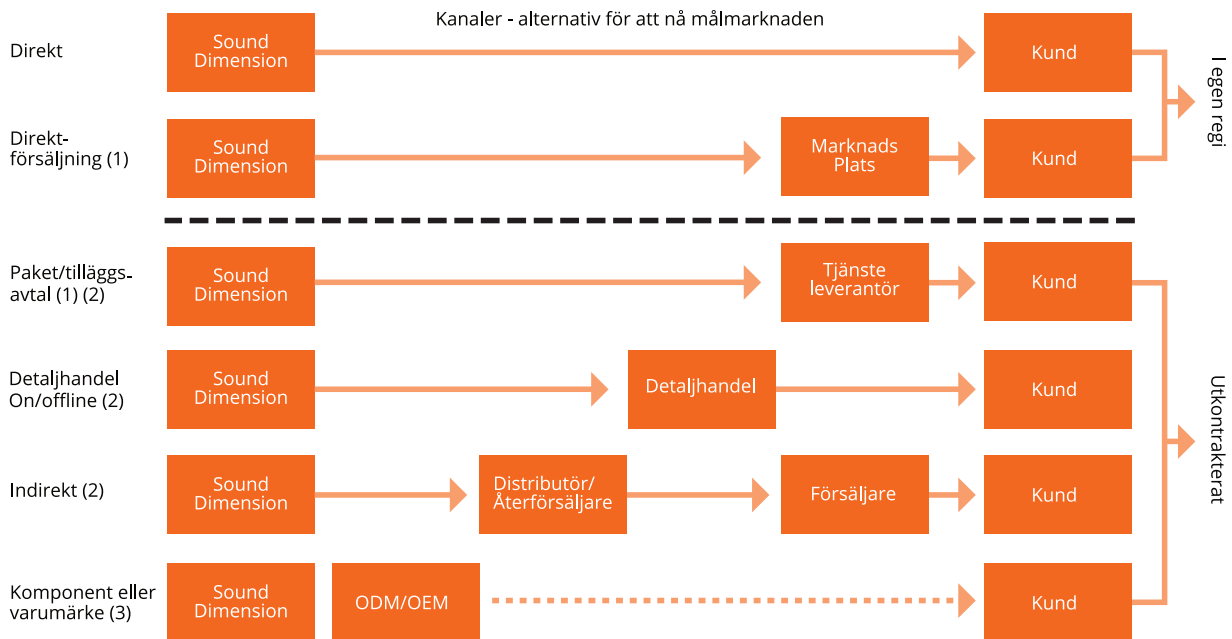 Kanaler - alternativ för att nå målmarknaden
Direkt
Sound
Dimension
Kund
Direkt-
försäljning (1)
Sound
Dimension
Marknads
Plats
Kund
I egen regi
Paket/tilläggs-
avtal (1) (2)
Sound
Dimension
Tjänste
leverantör
Kund
Detaljhandel
On/offline (2)
Sound
Dimension
Detaljhandel
Kund
Indirekt (2)
Sound
Dimension
Distributör/
Återförsäljare
Försäljare
Kund
Komponent eller
varumärke (3)
Sound
Dimension
ODM/OEM
Kund
Utkontrakterat